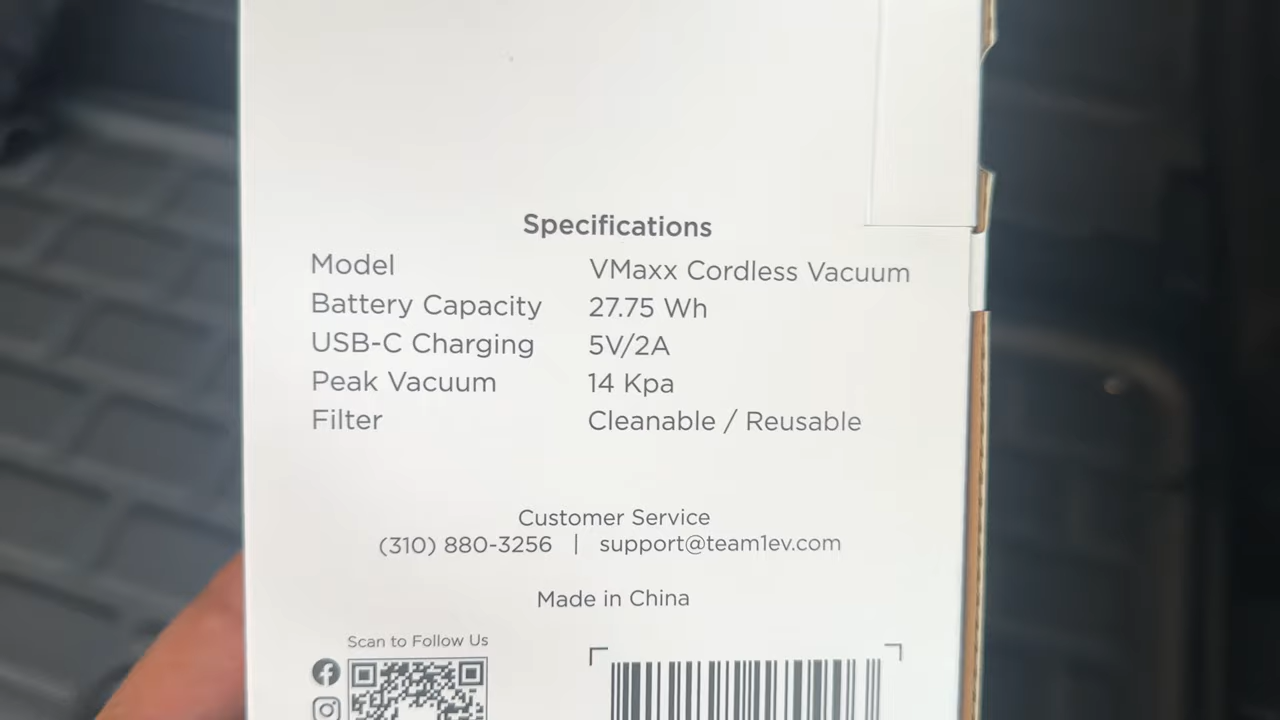 Specifications
Model VMaxx Cordless Vacuum
Battery Capacity 27.75 Wh
USB-C Charging 5V/2A
Peak Vacuum 14 Kpa
Filter Cleanable / Reusable
Customer Service
(310) 880-3256 | support@team1ev.com
Made in China
Scan to Follow Us